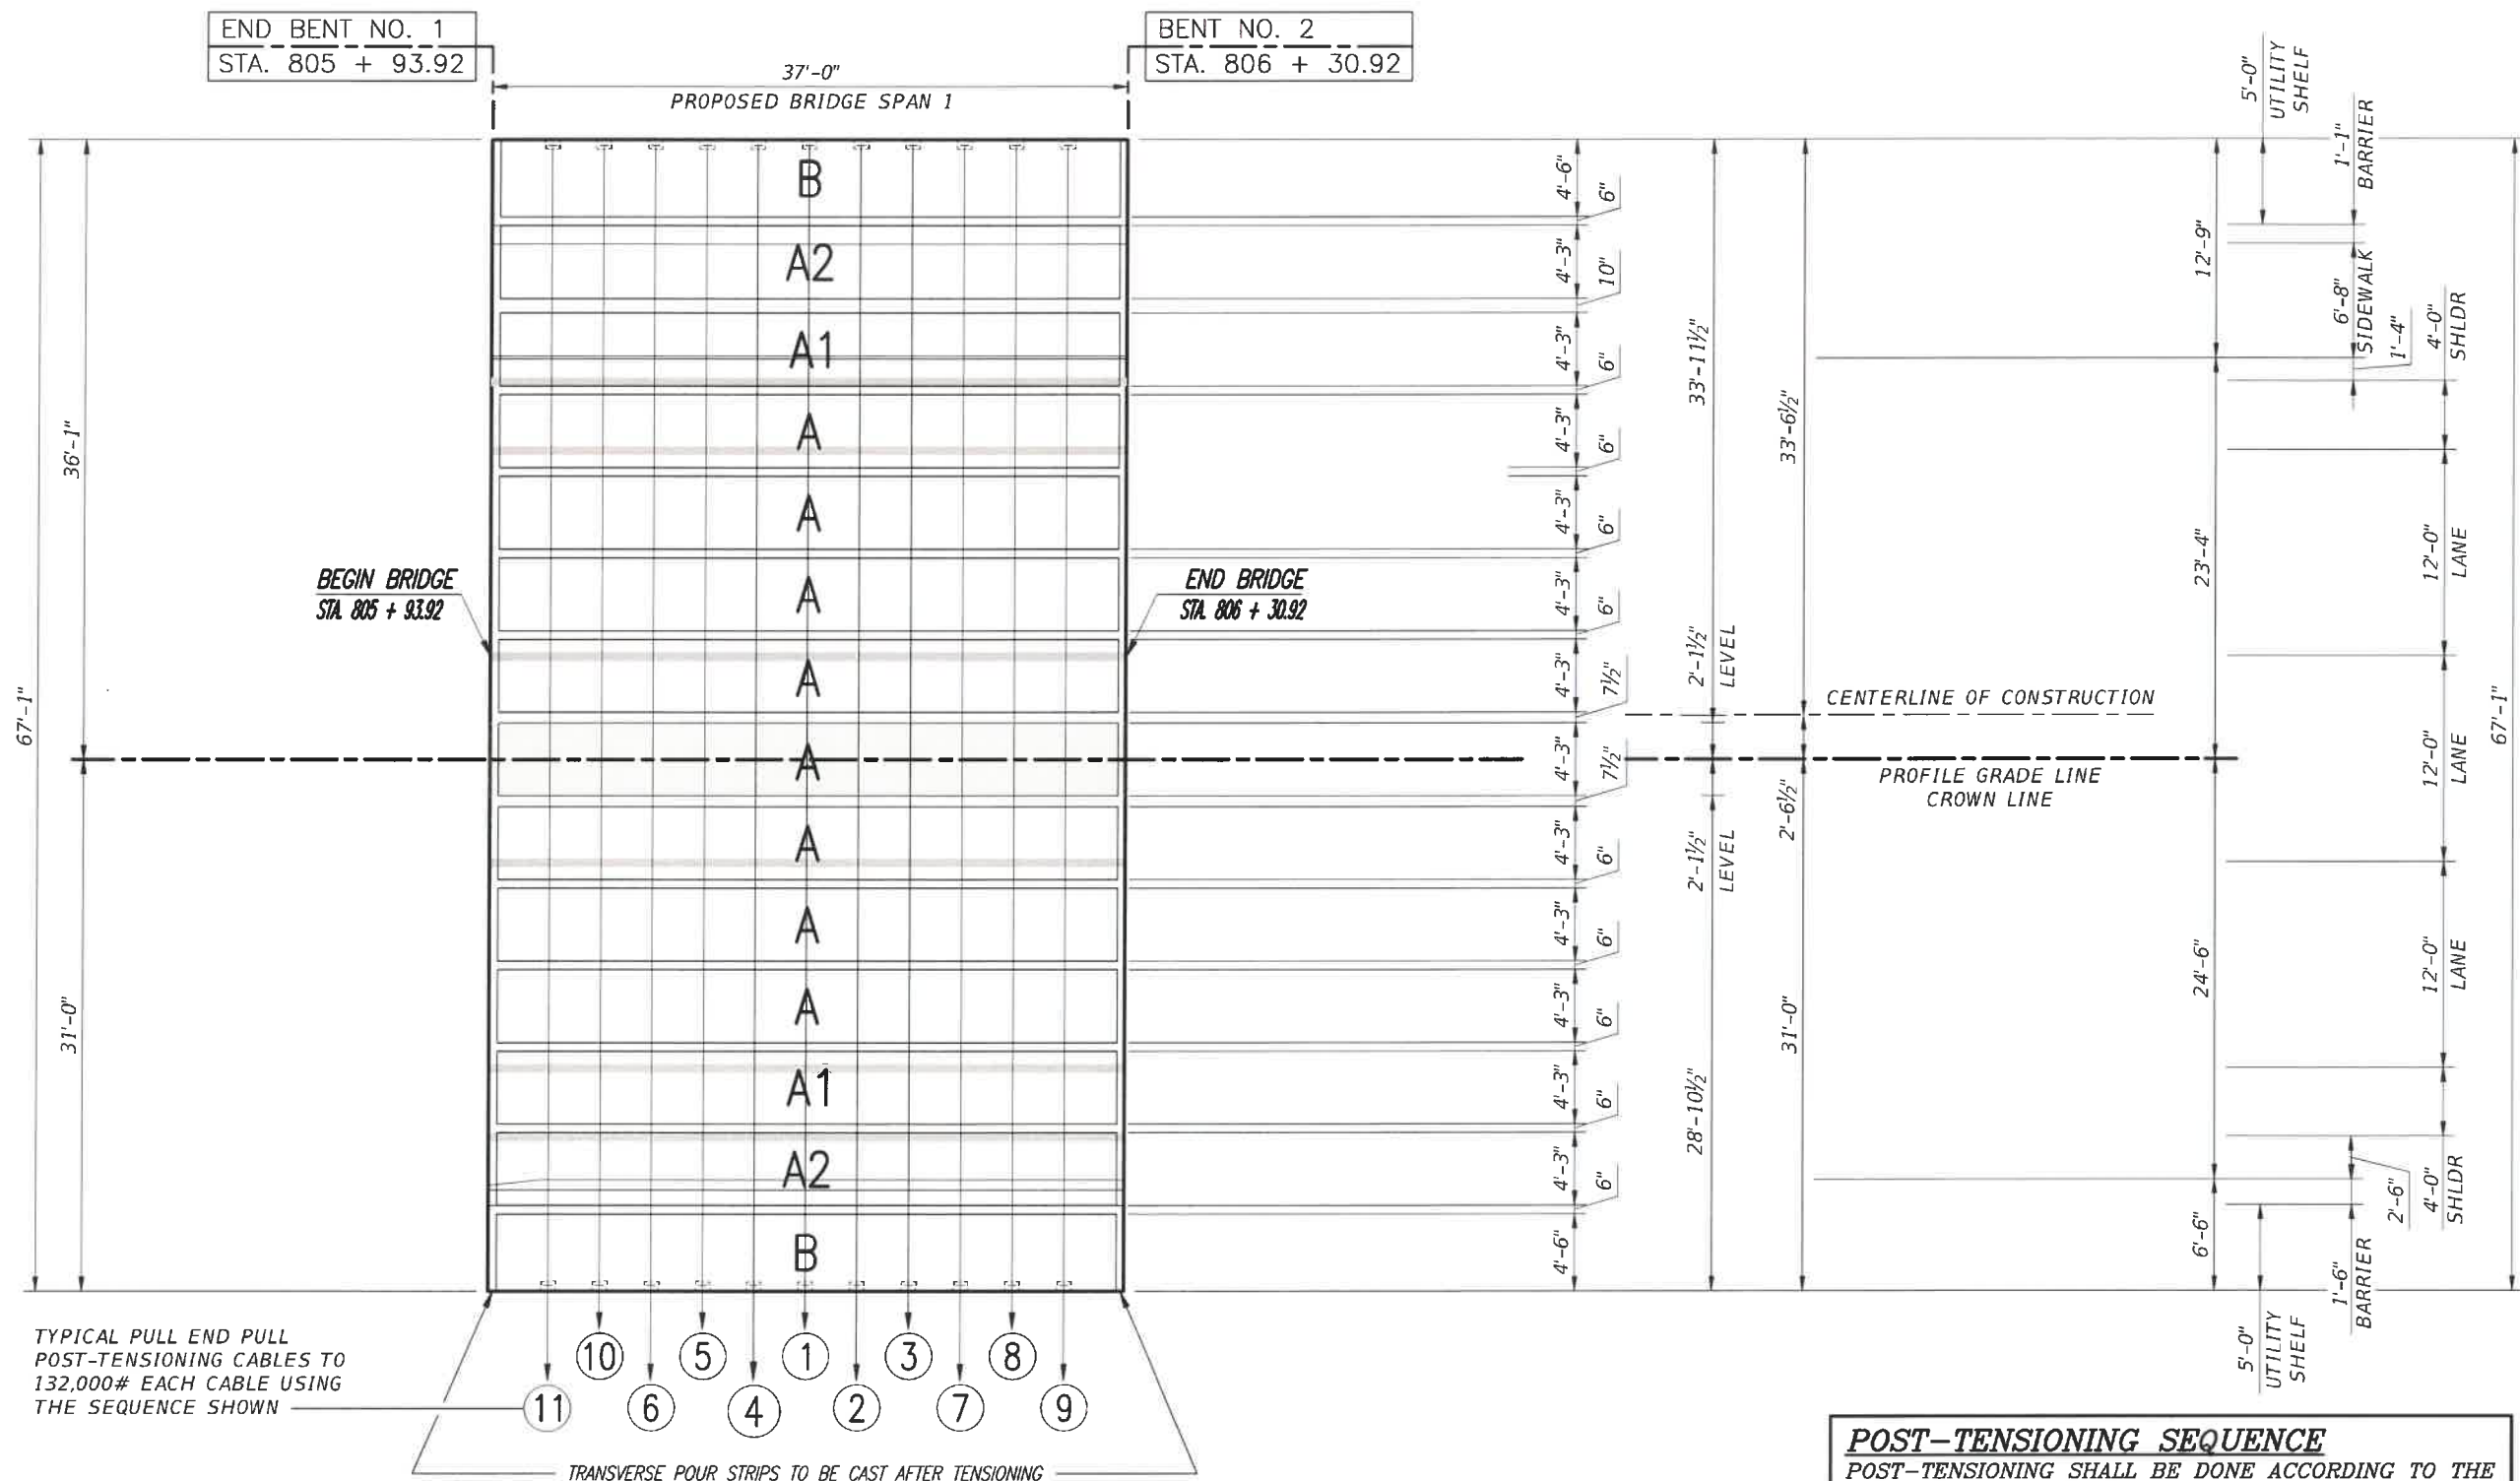 END BENT NO. 1
STA. 805 + 93.92
BENT NO. 2
STA. 806 + 30.92
37'-0"
PROPOSED BRIDGE SPAN 1
B
A2
A1
A
A
A
A
A
A
A
A
A1
A2
B
67'-1"
36'-1"
31'-0"
BEGIN BRIDGE
STA. 805 + 93.92
END BRIDGE
STA. 806 + 30.92
4'-6"
6"
4'-3"
10"
4'-3"
6"
4'-3"
6"
4'-3"
6"
4'-3"
6"
4'-3"
7½"
4'-3"
7½"
4'-3"
6"
4'-3"
6"
4'-3"
6"
4'-3"
6"
4'-3"
6"
4'-6"
33'-11½"
2'-1½"
LEVEL
2'-1½"
LEVEL
28'-10½"
33'-6½"
2'-6½"
31'-0"
CENTERLINE OF CONSTRUCTION
PROFILE GRADE LINE
CROWN LINE
12'-9"
23'-4"
24'-6"
6'-6"
5'-0"
UTILITY
SHELF
1'-1"
BARRIER
6'-8"
SIDEWALK
1'-4"
4'-0"
SHLDR
12'-0"
LANE
12'-0"
LANE
12'-0"
LANE
4'-0"
SHLDR
2'-6"
1'-6"
BARRIER
5'-0"
UTILITY
SHELF
67'-1"
TYPICAL PULL END PULL
POST-TENSIONING CABLES TO
132,000# EACH CABLE USING
THE SEQUENCE SHOWN
10 5 1 3 8
11 6 4 2 7 9
TRANSVERSE POUR STRIPS TO BE CAST AFTER TENSIONING
POST-TENSIONING SEQUENCE
POST-TENSIONING SHALL BE DONE ACCORDING TO THE